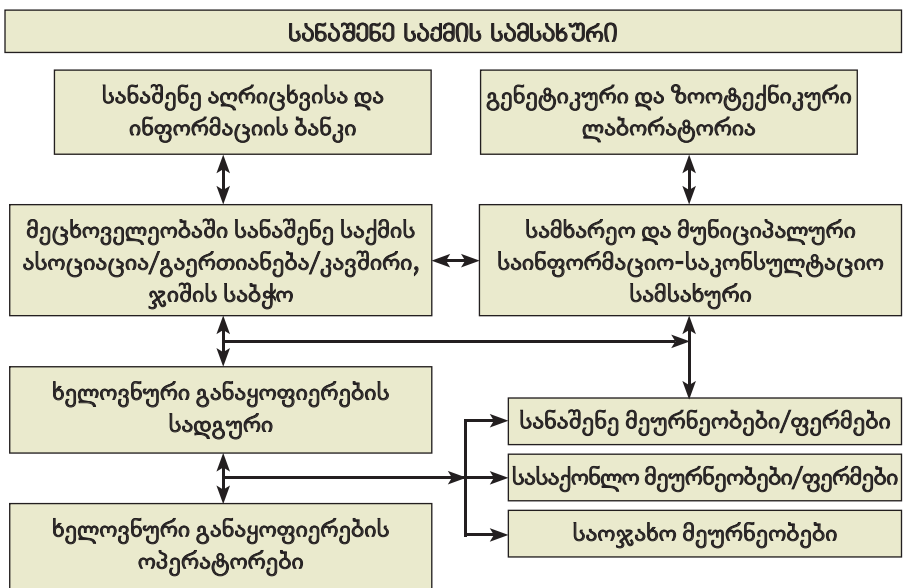 სანაშენე საქმის სამსახური
სანაშენე აღრიცხვისა და
ინფორმაციის ბანკი
გენეტიკური და ზოოტექნიკური
ლაბორატორია
მეცხოველეობაში სანაშენე საქმის
ასოციაცია/გაერთიანება/კავშირი,
ჯიშის საბჭო
სამხარეო და მუნიციპალური
საინფორმაციო-საკონსულტაციო
სამსახური
ხელოვნური განაყოფიერების
სადგური
სანაშენე მეურნეობები/ფერმები
სასაქონლო მეურნეობები/ფერმები
საოჯახო მეურნეობები
ხელოვნური განაყოფიერების
ოპერატორები